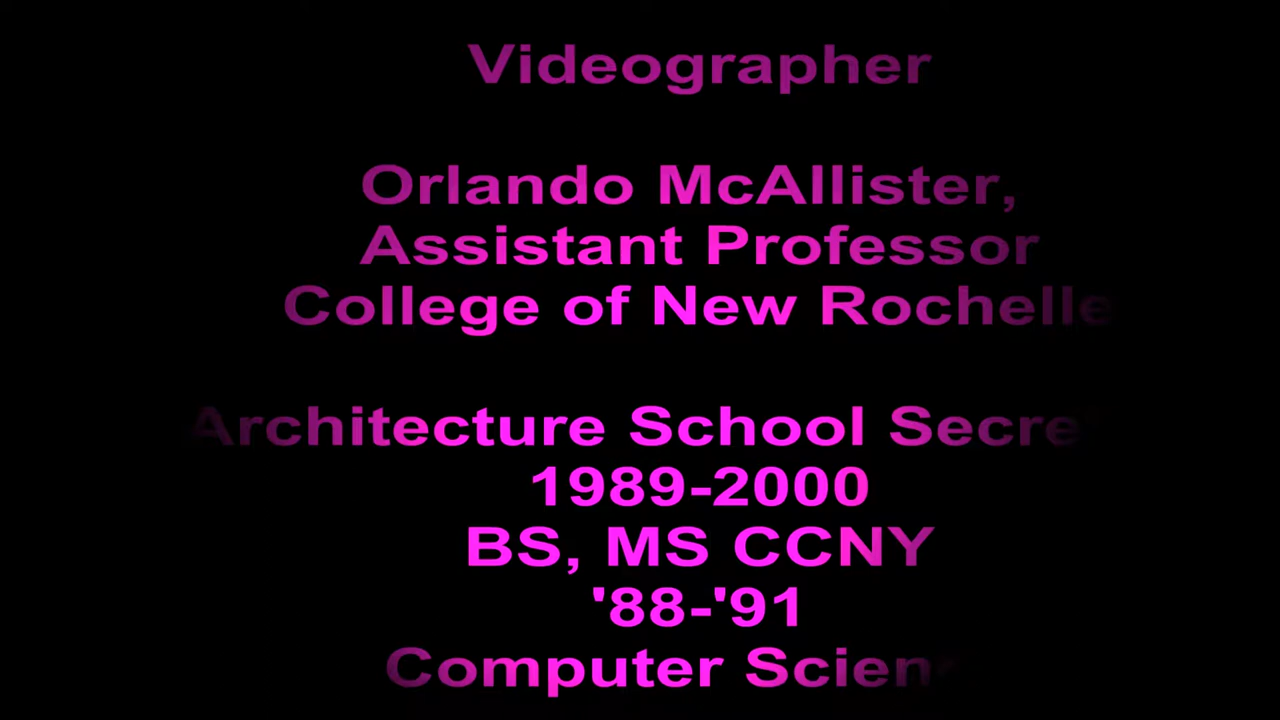 Videographer
Orlando McAllister,
Assistant Professor
College of New Rochelle
Architecture School
1989-2000
BS, MS CCNY
'88-'91
Computer